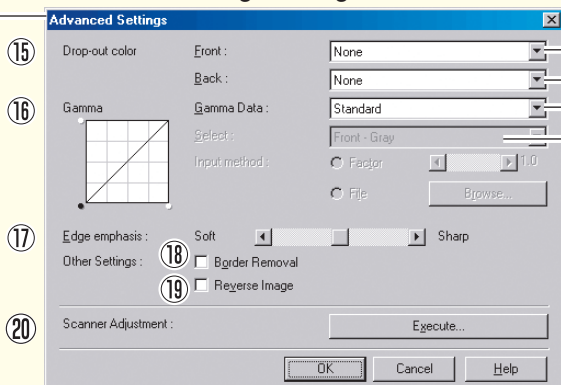 Advanced Settings
⑮ Drop-out color Front : None
Back : None
⑯ Gamma Gamma Data : Standard
Select : Front - Gray
Input method : Factor 1.0
File Browse...
⑰ Edge emphasis : Soft Sharp
Other Settings : ⑱ Border Removal
⑲ Reverse Image
⑳ Scanner Adjustment : Execute...
OK Cancel Help